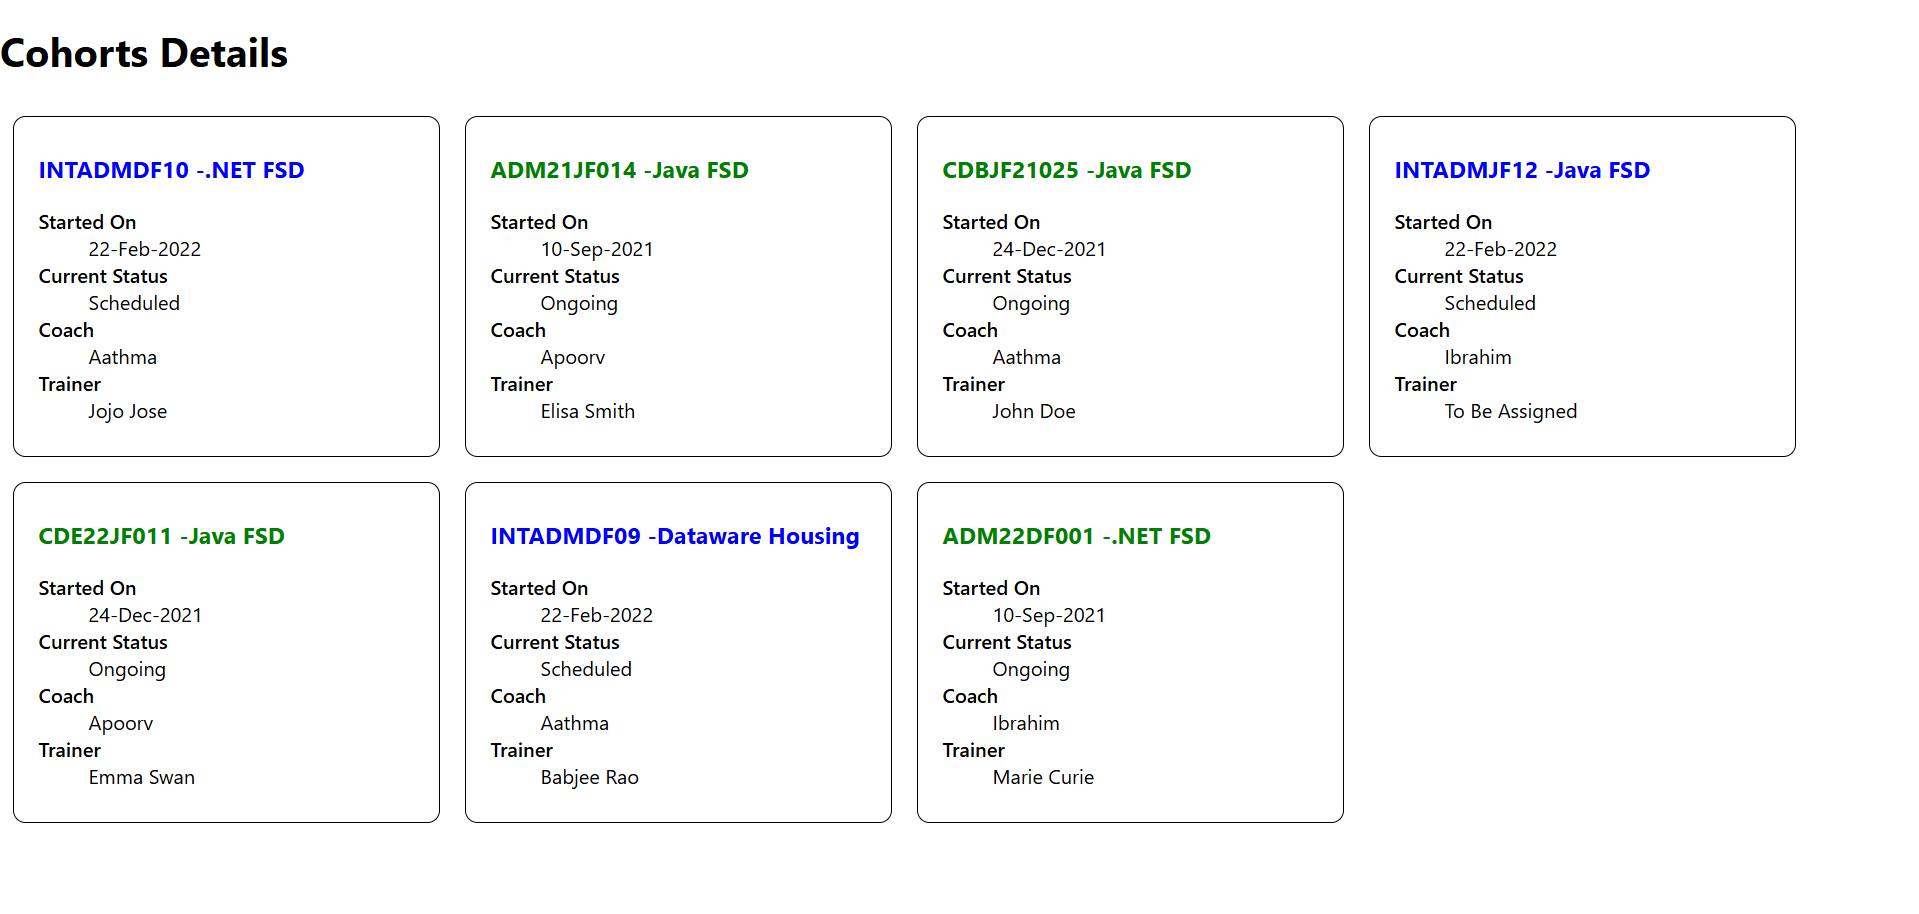 Cohorts Details
INTADMDF10 -.NET FSD
Started On
22-Feb-2022
Current Status
Scheduled
Coach
Aathma
Trainer
Jojo Jose
ADM21JF014 -Java FSD
Started On
10-Sep-2021
Current Status
Ongoing
Coach
Apoorv
Trainer
Elisa Smith
CDBJF21025 -Java FSD
Started On
24-Dec-2021
Current Status
Ongoing
Coach
Aathma
Trainer
John Doe
INTADMJF12 -Java FSD
Started On
22-Feb-2022
Current Status
Scheduled
Coach
Ibrahim
Trainer
To Be Assigned
CDE22JF011 -Java FSD
Started On
24-Dec-2021
Current Status
Ongoing
Coach
Apoorv
Trainer
Emma Swan
INTADMDF09 -Dataware Housing
Started On
22-Feb-2022
Current Status
Scheduled
Coach
Aathma
Trainer
Babjee Rao
ADM22DF001 -.NET FSD
Started On
10-Sep-2021
Current Status
Ongoing
Coach
Ibrahim
Trainer
Marie Curie